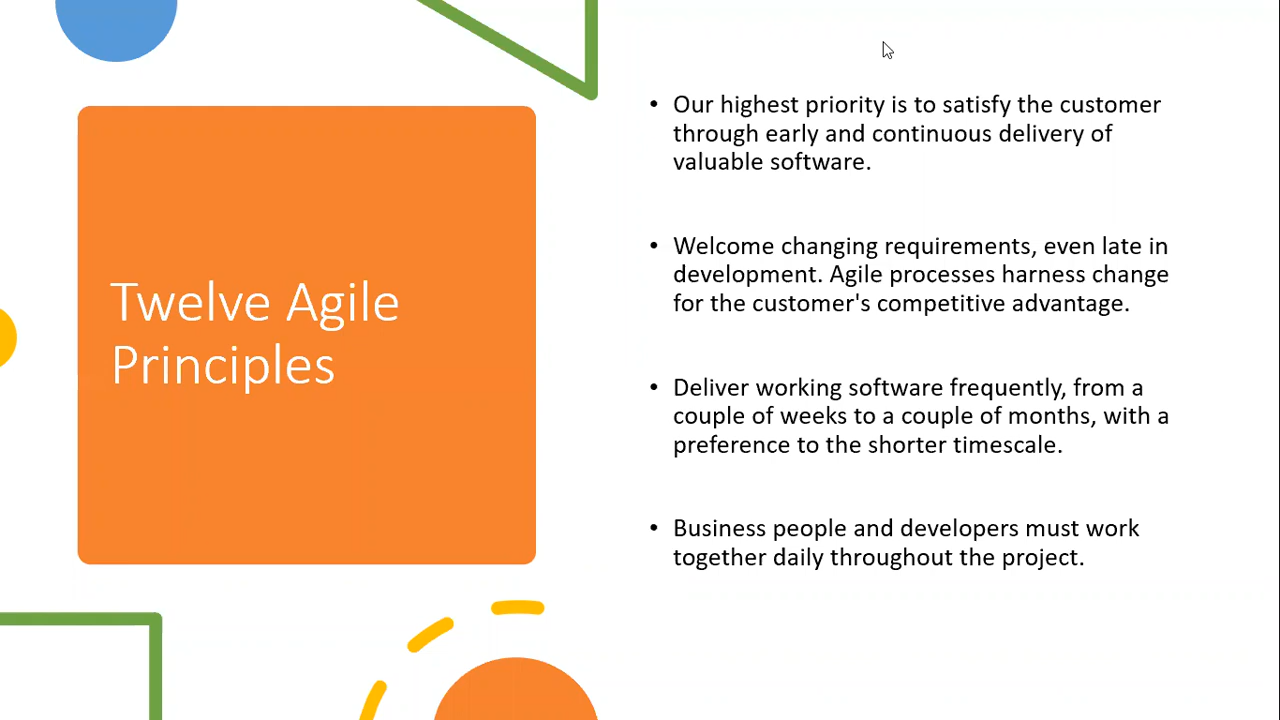 Twelve Agile
Principles
• Our highest priority is to satisfy the customer
through early and continuous delivery of
valuable software.
• Welcome changing requirements, even late in
development. Agile processes harness change
for the customer's competitive advantage.
• Deliver working software frequently, from a
couple of weeks to a couple of months, with a
preference to the shorter timescale.
• Business people and developers must work
together daily throughout the project.